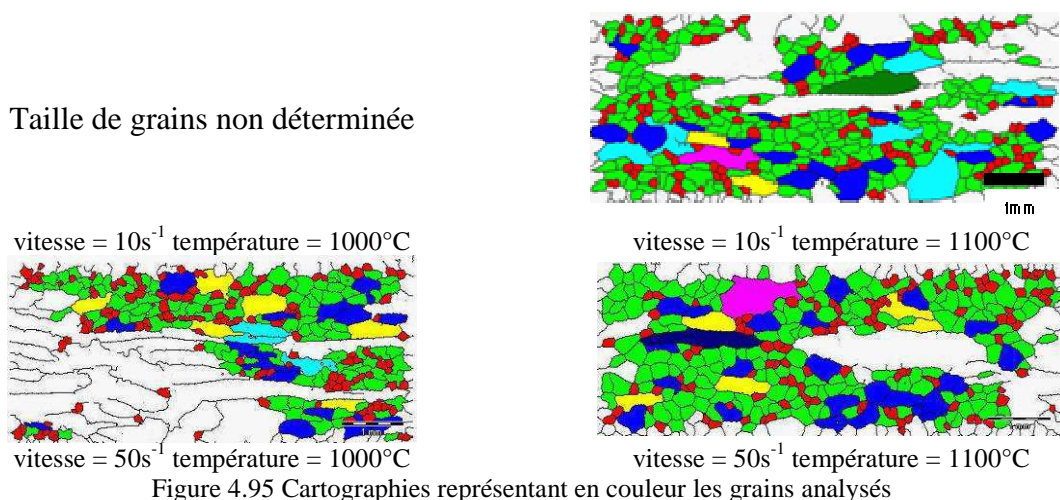 Taille de grains non déterminée
1mm
vitesse = 10s⁻¹ température = 1000°C
vitesse = 10s⁻¹ température = 1100°C
vitesse = 50s⁻¹ température = 1000°C
vitesse = 50s⁻¹ température = 1100°C
Figure 4.95 Cartographies représentant en couleur les grains analysés